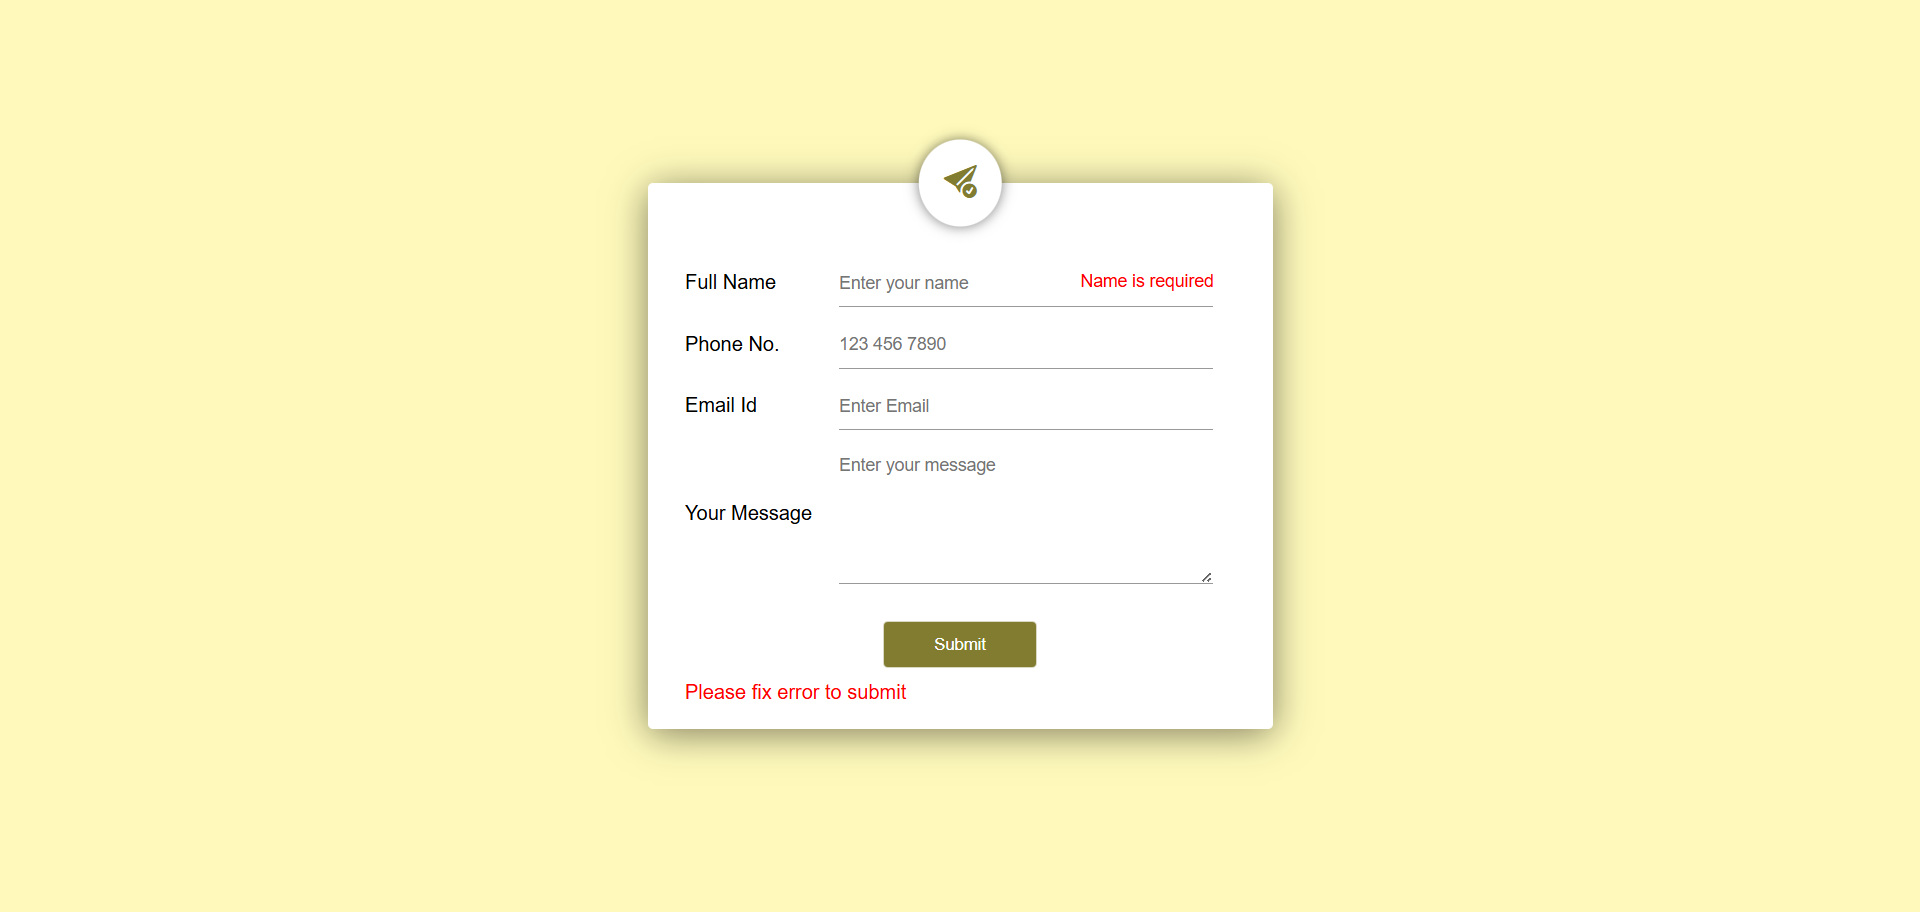 Full Name Enter your name Name is required
Phone No. 123 456 7890
Email Id Enter Email
Enter your message
Your Message
Submit
Please fix error to submit